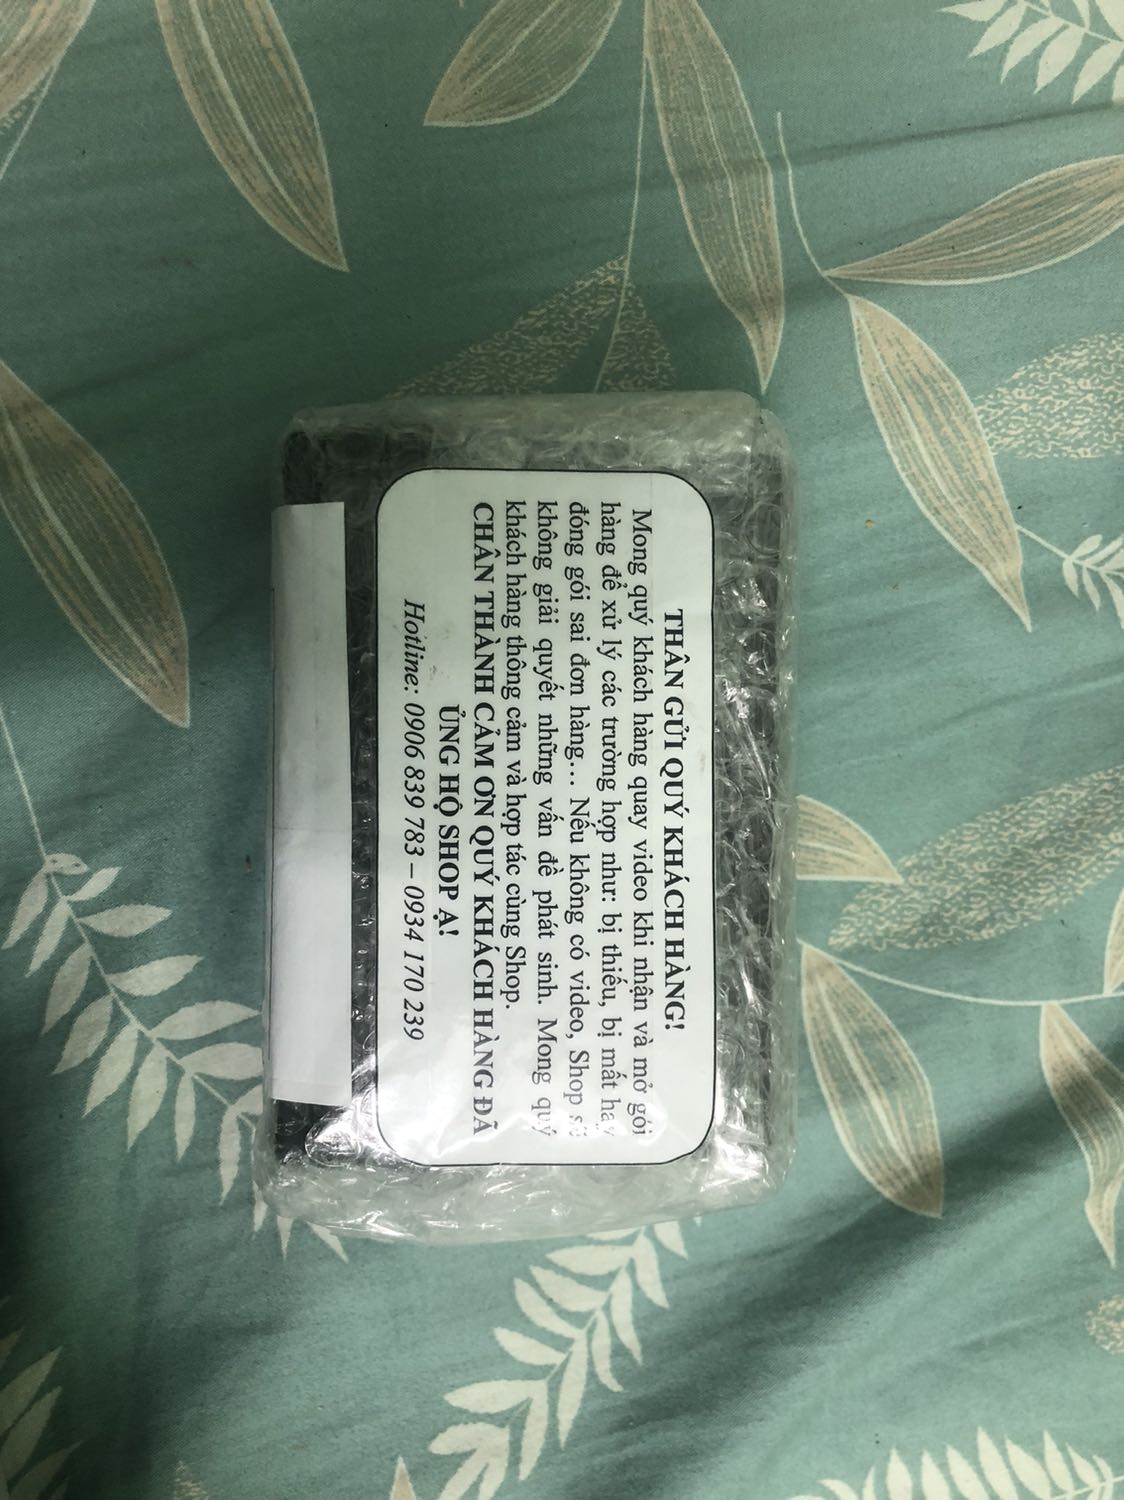 THÂN GỬI QUÝ KHÁCH HÀNG!
Mong quý khách hàng quay video khi nhận và mở gói
hàng để xử lý các trường hợp như: bị thiếu, bị mất hay
đóng gói sai đơn hàng... Nếu không có video, Shop sẽ
không giải quyết những vấn đề phát sinh. Mong quý
khách hàng thông cảm và hợp tác cùng Shop.
CHÂN THÀNH CẢM ƠN QUÝ KHÁCH HÀNG ĐÃ
ỦNG HỘ SHOP Ạ!
Hotline: 0906 839 783 – 0934 170 239